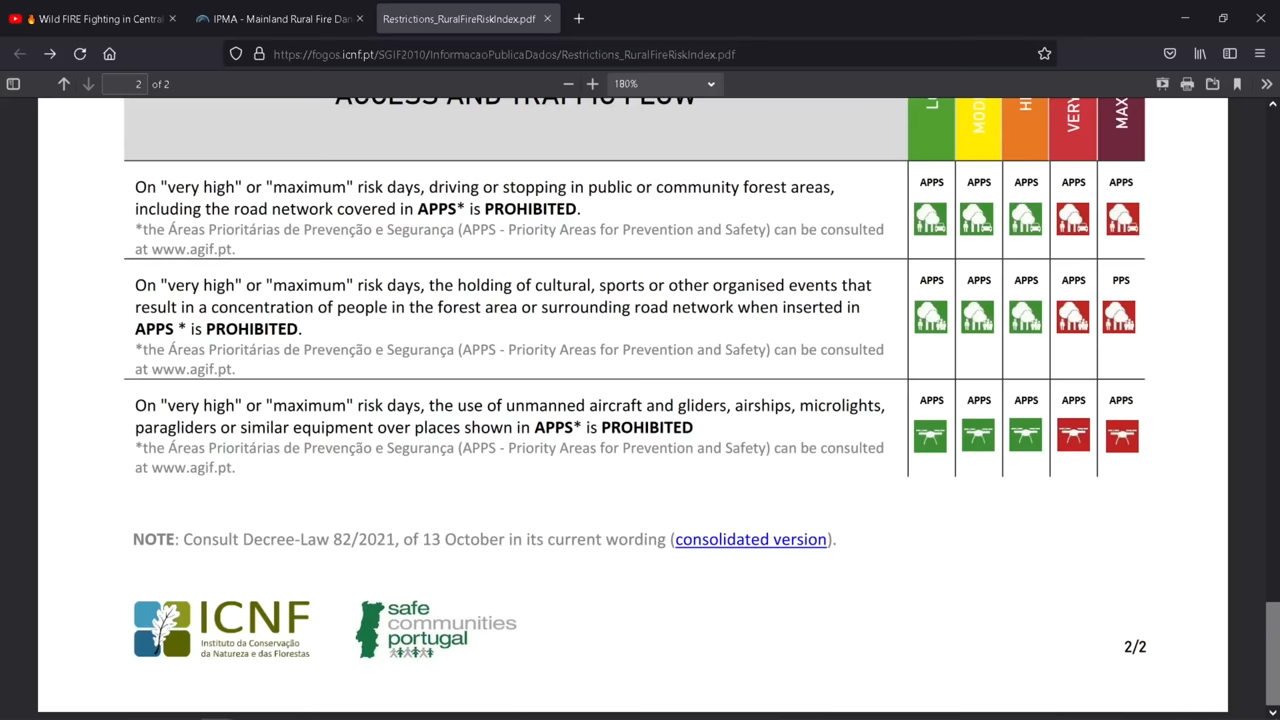 🔥 Wild FIRE Fighting in Central
IPMA - Mainland Rural Fire Dan
Restrictions_RuralFireRiskIndex.pdf
https://fogos.icnf.pt/SGIF2010/InformacaoPublicaDados/Restrictions_RuralFireRiskIndex.pdf
2 of 2
180%
ACCESS AND TRAFFIC FLOW
VERY
On "very high" or "maximum" risk days, driving or stopping in public or community forest areas,
including the road network covered in APPS* is PROHIBITED.
*the Áreas Prioritárias de Prevenção e Segurança (APPS - Priority Areas for Prevention and Safety) can be consulted
at www.agif.pt.
APPS APPS APPS APPS APPS
On "very high" or "maximum" risk days, the holding of cultural, sports or other organised events that
result in a concentration of people in the forest area or surrounding road network when inserted in
APPS * is PROHIBITED.
*the Áreas Prioritárias de Prevenção e Segurança (APPS - Priority Areas for Prevention and Safety) can be consulted
at www.agif.pt.
APPS APPS APPS APPS PPS
On "very high" or "maximum" risk days, the use of unmanned aircraft and gliders, airships, microlights,
paragliders or similar equipment over places shown in APPS* is PROHIBITED
*the Áreas Prioritárias de Prevenção e Segurança (APPS - Priority Areas for Prevention and Safety) can be consulted
at www.agif.pt.
APPS APPS APPS APPS APPS
NOTE: Consult Decree-Law 82/2021, of 13 October in its current wording (consolidated version).
ICNF
Instituto da Conservação
da Natureza e das Florestas
safe
communities
portugal
2/2